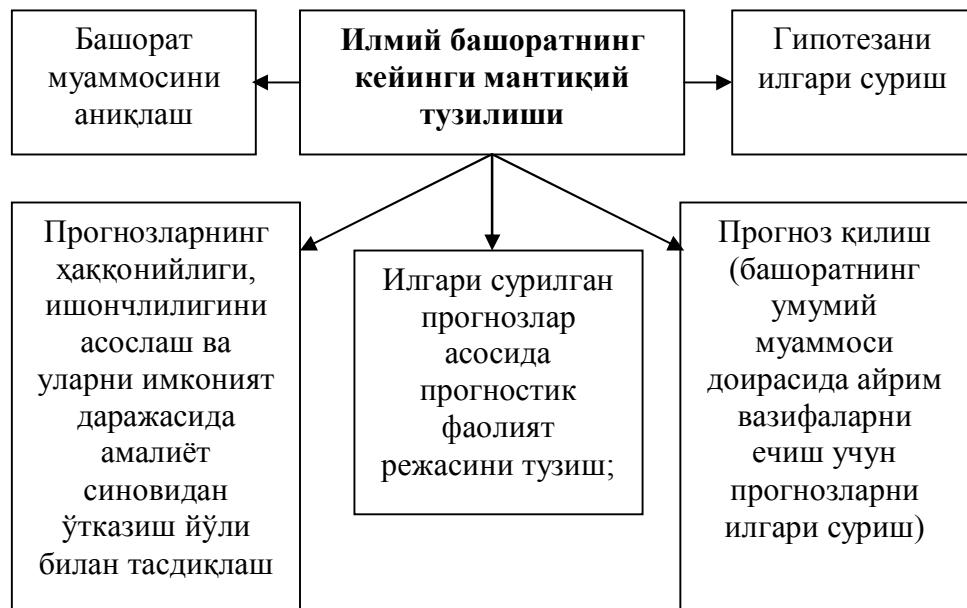 Башорат
муаммосини
аниқлаш
Илмий башоратнинг
кейинги мантиқий
тузилиши
Гипотезани
илгари суриш
Прогнозларнинг
ҳаққонийлиги,
ишончлилигини
асослаш ва
уларни имконият
даражасида
амалиёт
синовидан
ўтказиш йўли
билан тасдиқлаш
Илгари сурилган
прогнозлар
асосида
прогностик
фаолият
режасини тузиш;
Прогноз қилиш
(башоратнинг
умумий
муаммоси
доирасида айрим
вазифаларни
ечиш учун
прогнозларни
илгари суриш)